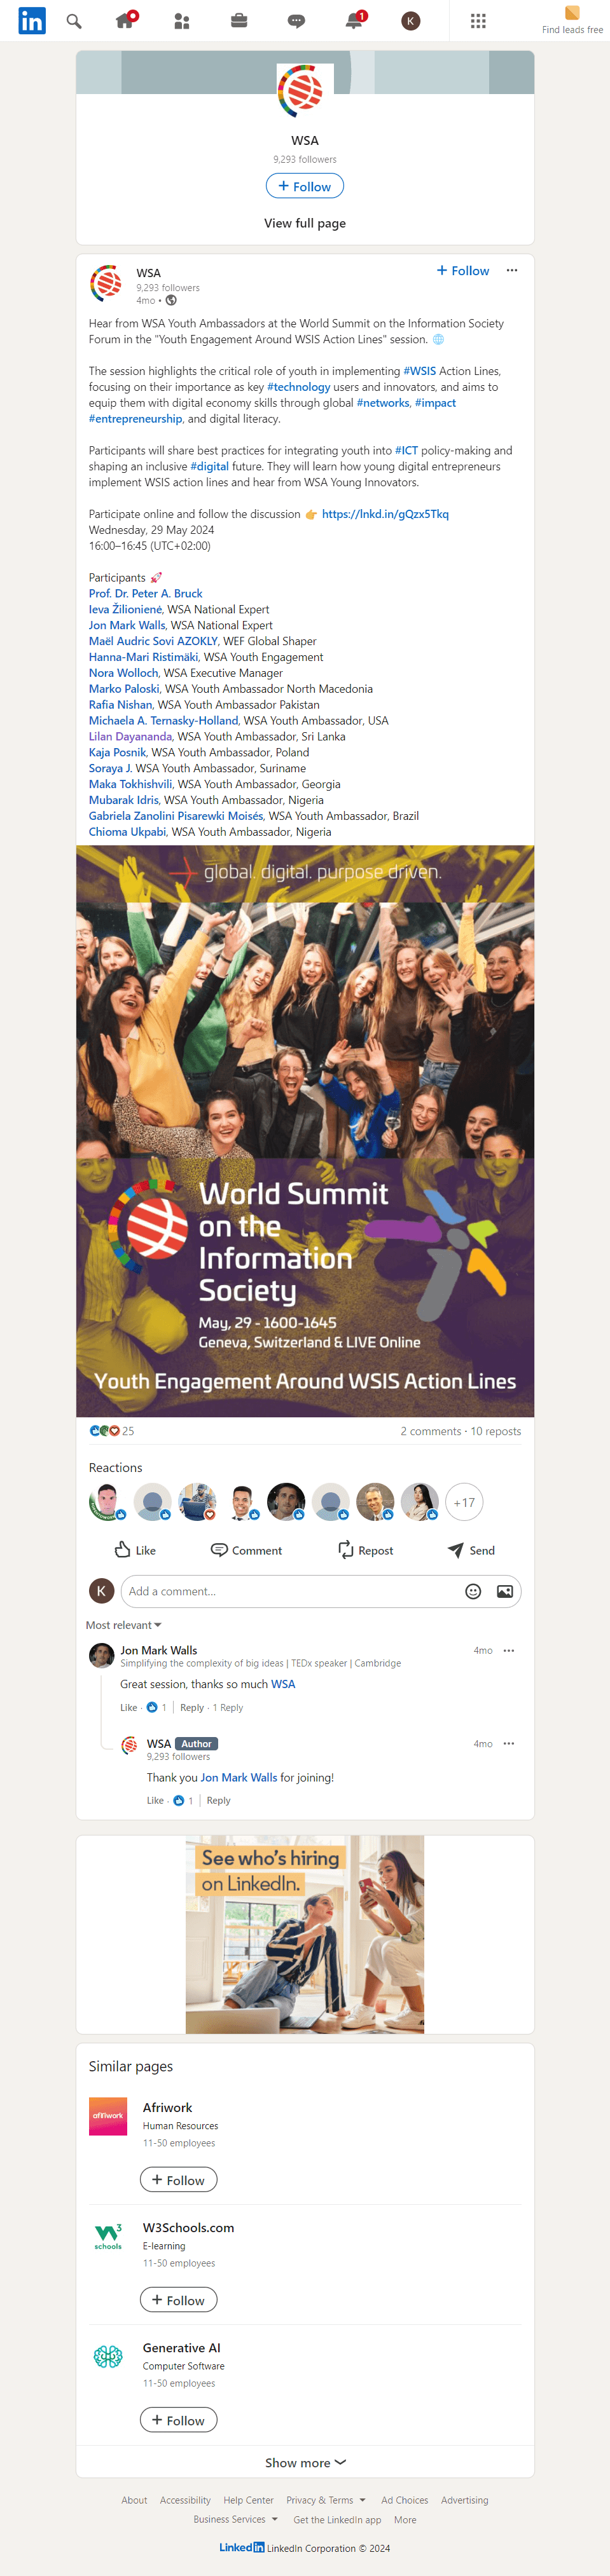 in
1
K
Find leads free
WSA
9,293 followers
+ Follow
View full page
WSA
9,293 followers
4mo •
+ Follow
Hear from WSA Youth Ambassadors at the World Summit on the Information Society
Forum in the "Youth Engagement Around WSIS Action Lines" session.
The session highlights the critical role of youth in implementing #WSIS Action Lines,
focusing on their importance as key #technology users and innovators, and aims to
equip them with digital economy skills through global #networks, #impact
#entrepreneurship, and digital literacy.
Participants will share best practices for integrating youth into #ICT policy-making and
shaping an inclusive #digital future. They will learn how young digital entrepreneurs
implement WSIS action lines and hear from WSA Young Innovators.
Participate online and follow the discussion 👉 https://lnkd.in/gQzx5Tkq
Wednesday, 29 May 2024
16:00–16:45 (UTC+02:00)
Participants 🚀
Prof. Dr. Peter A. Bruck
Ieva Žilionienė, WSA National Expert
Jon Mark Walls, WSA National Expert
Maël Audric Sovi AZOKLY, WEF Global Shaper
Hanna-Mari Ristimäki, WSA Youth Engagement
Nora Wolloch, WSA Executive Manager
Marko Paloski, WSA Youth Ambassador North Macedonia
Rafia Nishan, WSA Youth Ambassador Pakistan
Michaela A. Ternasky-Holland, WSA Youth Ambassador, USA
Lilan Dayananda, WSA Youth Ambassador, Sri Lanka
Kaja Posnik, WSA Youth Ambassador, Poland
Soraya J. WSA Youth Ambassador, Suriname
Maka Tokhishvili, WSA Youth Ambassador, Georgia
Mubarak Idris, WSA Youth Ambassador, Nigeria
Gabriela Zanolini Pisarewki Moisés, WSA Youth Ambassador, Brazil
Chioma Ukpabi, WSA Youth Ambassador, Nigeria
global. digital. purpose driven.
World Summit
on the
Information
Society
May, 29 - 1600-1645
Geneva, Switzerland & LIVE Online
Youth Engagement Around WSIS Action Lines
25
2 comments · 10 reposts
Reactions
+17
Like
Comment
Repost
Send
K
Add a comment...
Most relevant
Jon Mark Walls
4mo
Simplifying the complexity of big ideas | TEDx speaker | Cambridge
Great session, thanks so much WSA
Like · 1 | Reply · 1 Reply
WSA Author
4mo
9,293 followers
Thank you Jon Mark Walls for joining!
Like · 1 | Reply
See who's hiring
on LinkedIn.
Similar pages
afriwork
Afriwork
Human Resources
11-50 employees
+ Follow
W3
schools
W3Schools.com
E-learning
11-50 employees
+ Follow
Generative AI
Computer Software
11-50 employees
+ Follow
Show more
About Accessibility Help Center Privacy & Terms Ad Choices Advertising
Business Services Get the LinkedIn app More
LinkedIn LinkedIn Corporation © 2024